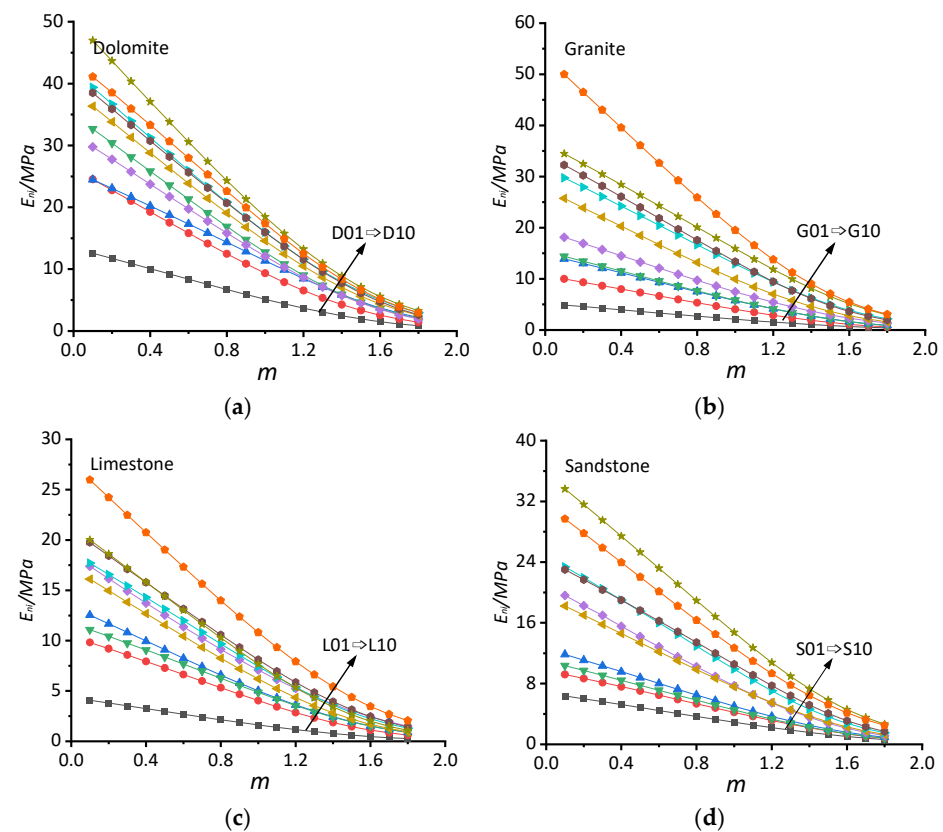 50
40
30
20
10
0
Dolomite
D01⇨D10
E_ni/MPa
0.0 0.4 0.8 1.2 1.6 2.0
m
(a)
60
50
40
30
20
10
0
Granite
G01⇨G10
E_ni/MPa
0.0 0.4 0.8 1.2 1.6 2.0
m
(b)
30
25
20
15
10
5
0
Limestone
L01⇨L10
E_ni/MPa
0.0 0.4 0.8 1.2 1.6 2.0
m
(c)
40
32
24
16
8
0
Sandstone
S01⇨S10
E_ni/MPa
0.0 0.4 0.8 1.2 1.6 2.0
m
(d)